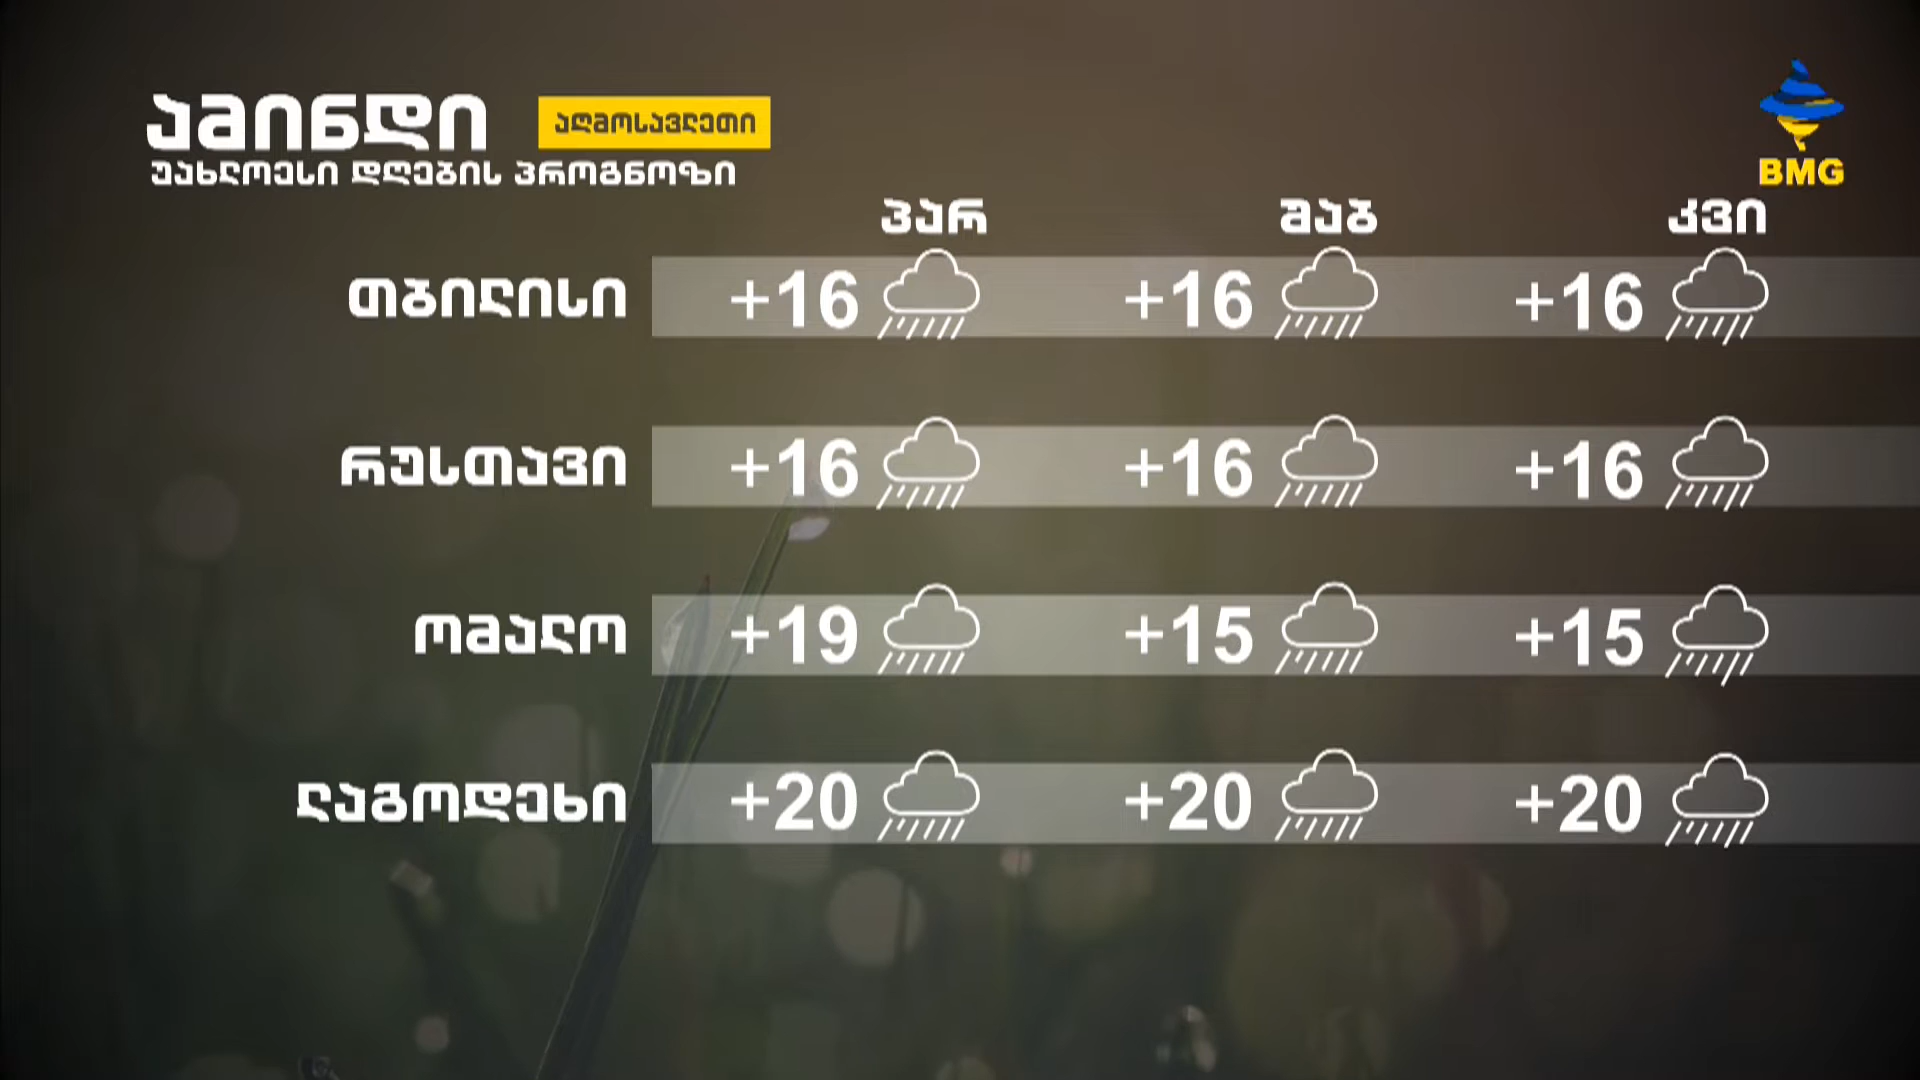 ამინდი აღმოსავლეთი
უახლოესი დღეების პროგნოზი
BMG
პარ შაბ კვი
თბილისი +16 +16 +16
რუსთავი +16 +16 +16
ომალო +19 +15 +15
ლაგოდეხი +20 +20 +20